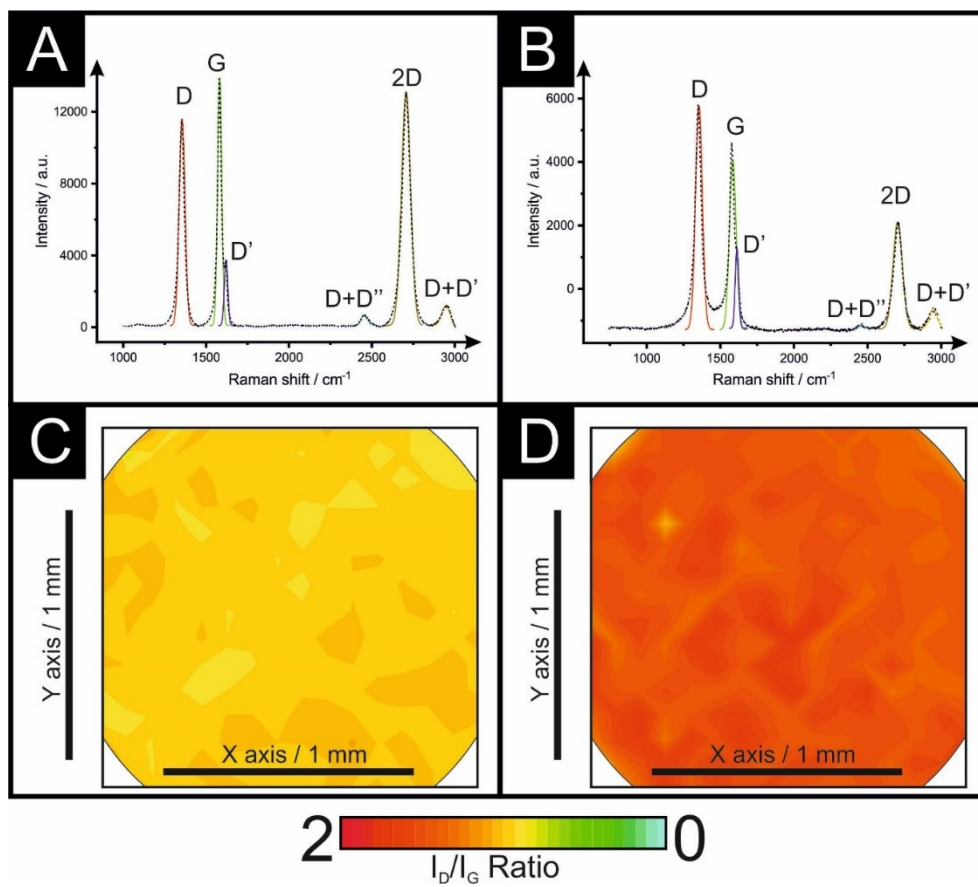 A
G
D
D'
D+D''
2D
D+D'
Intensity / a.u.
12000
8000
4000
0
1000 1500 2000 2500 3000
Raman shift / cm-1
B
D
G
D'
2D
D+D''
D+D'
Intensity / a.u.
6000
4000
2000
0
1000 1500 2000 2500 3000
Raman shift / cm-1
C
Y axis / 1 mm
X axis / 1 mm
D
Y axis / 1 mm
X axis / 1 mm
2 0
ID/IG Ratio